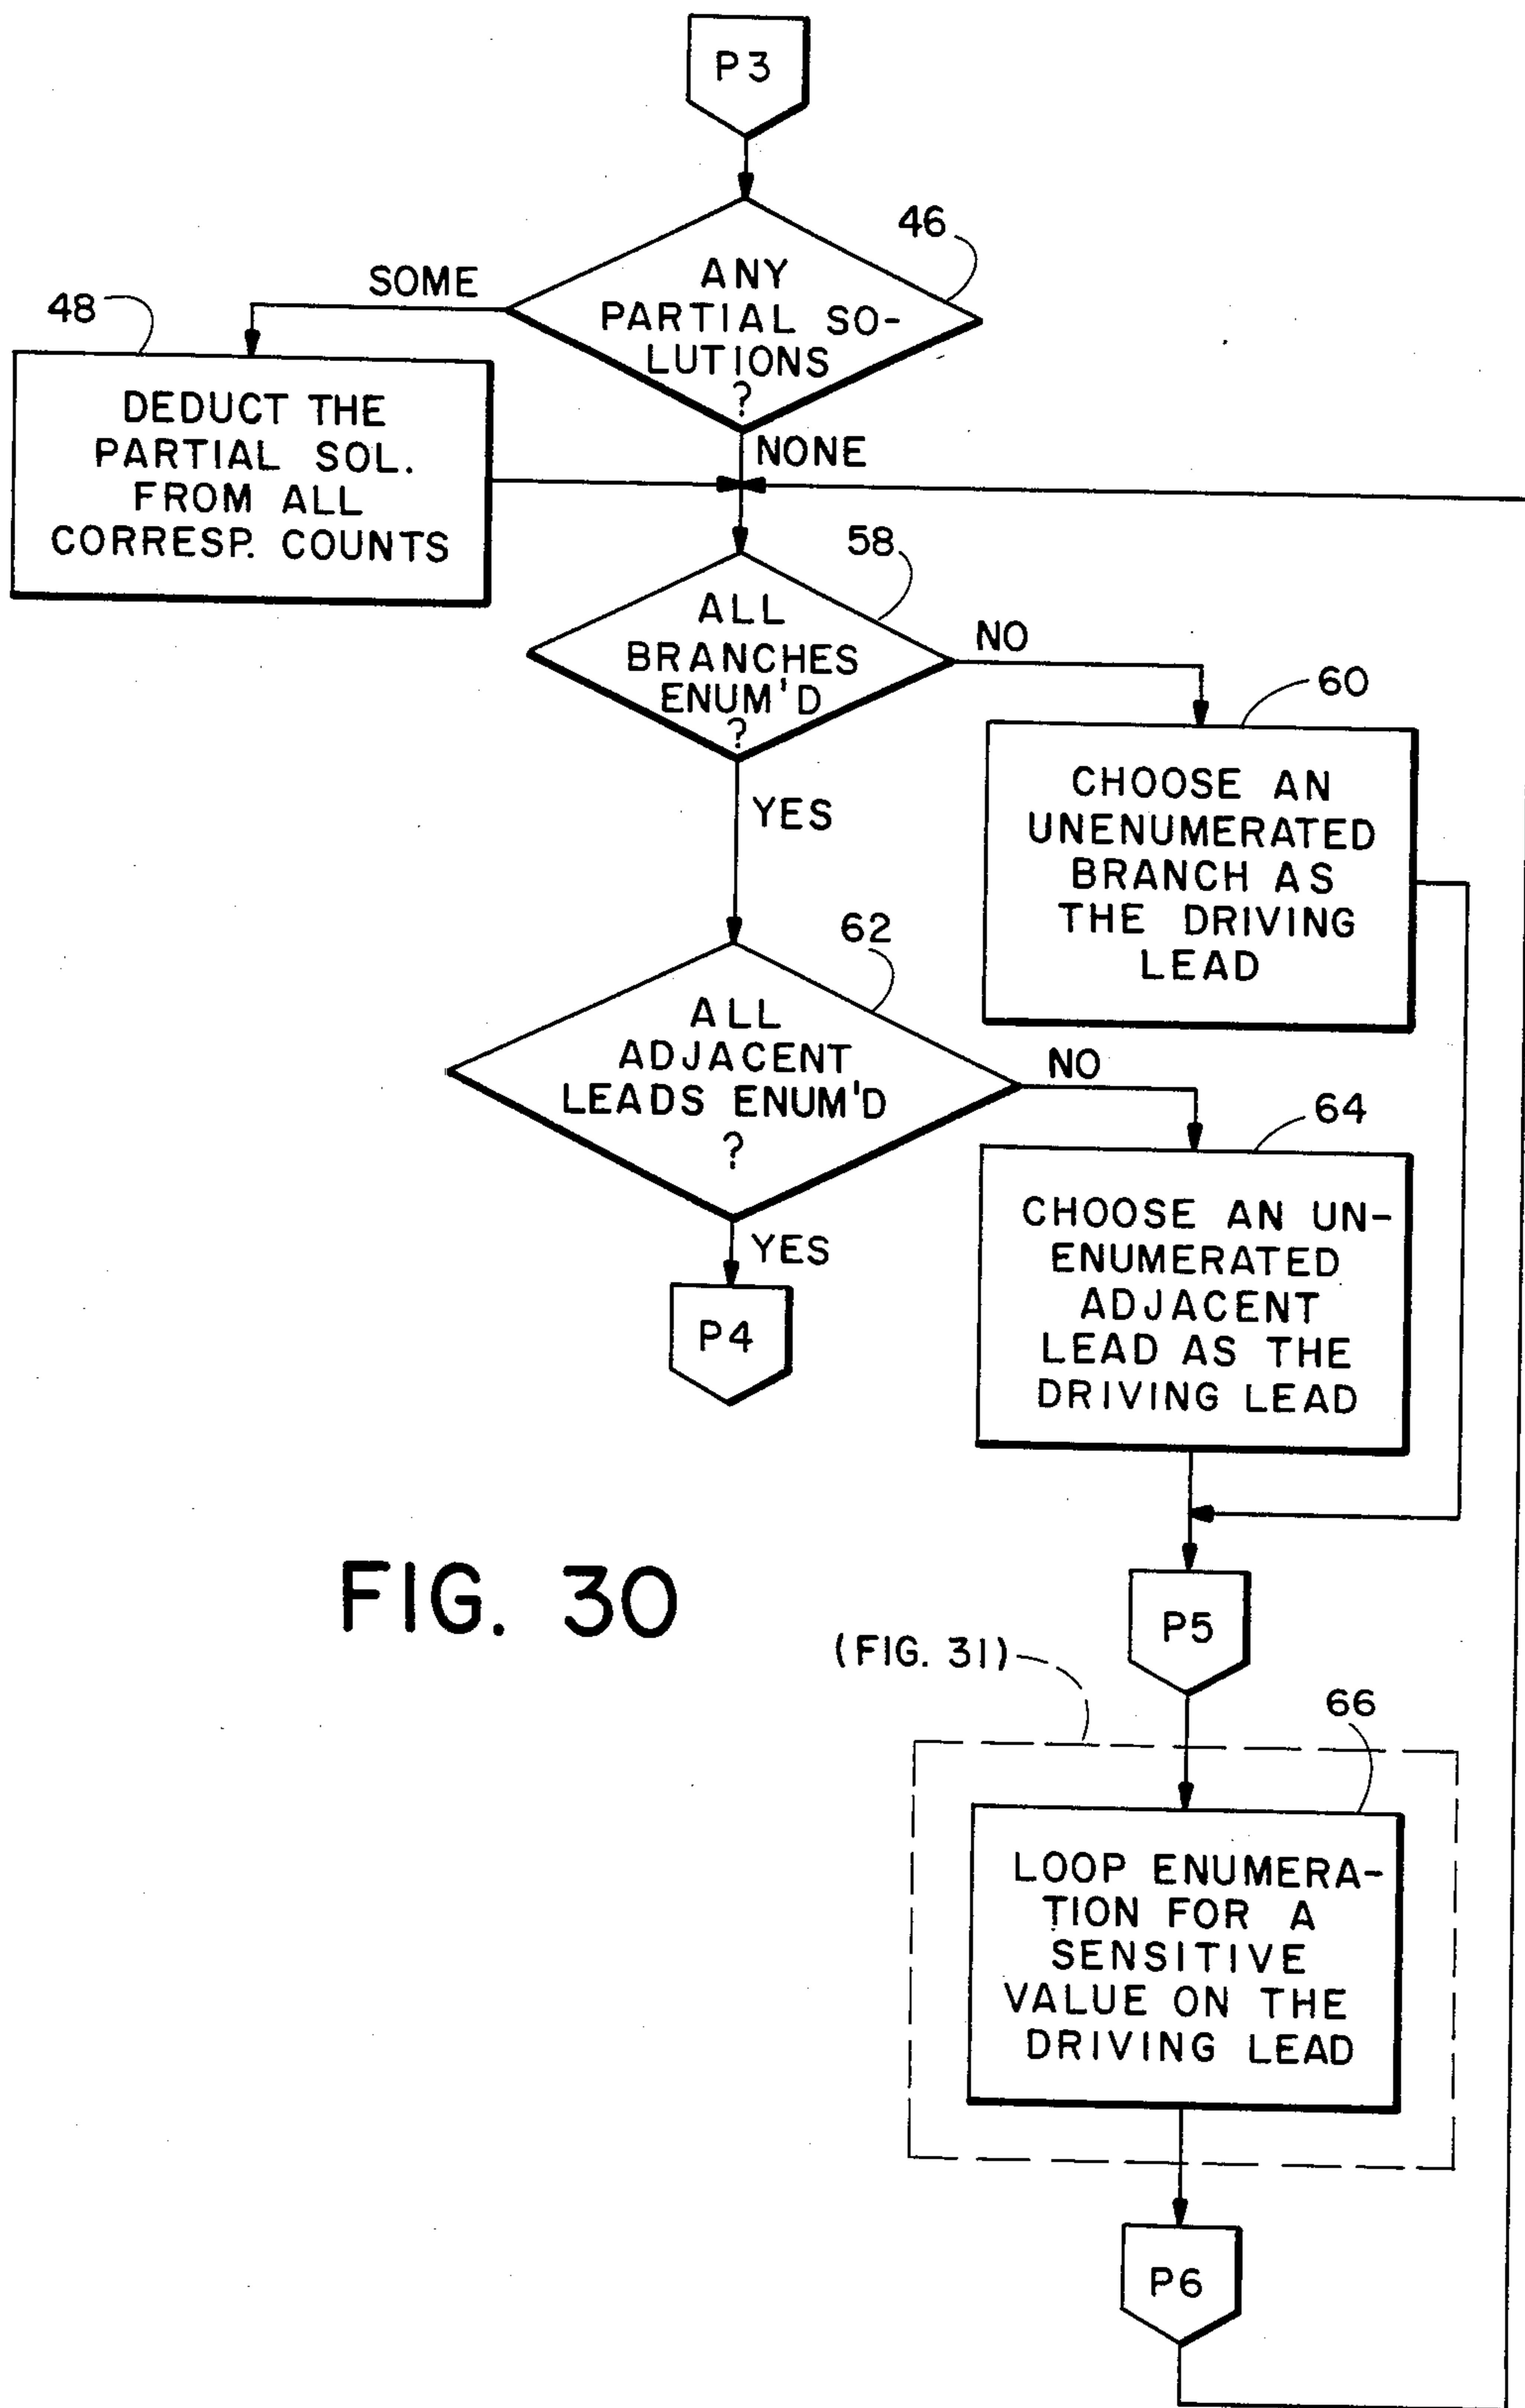 P3
46
ANY
PARTIAL SO-
LUTIONS
?
SOME
48
DEDUCT THE
PARTIAL SOL.
FROM ALL
CORRESP. COUNTS
NONE
58
ALL
BRANCHES
ENUM'D
?
NO
60
CHOOSE AN
UNENUMERATED
BRANCH AS
THE DRIVING
LEAD
YES
62
ALL
ADJACENT
LEADS ENUM'D
?
NO
64
CHOOSE AN UN-
ENUMERATED
ADJACENT
LEAD AS THE
DRIVING LEAD
YES
P4
FIG. 30
P5
(FIG. 31)
66
LOOP ENUMERA-
TION FOR A
SENSITIVE
VALUE ON THE
DRIVING LEAD
P6